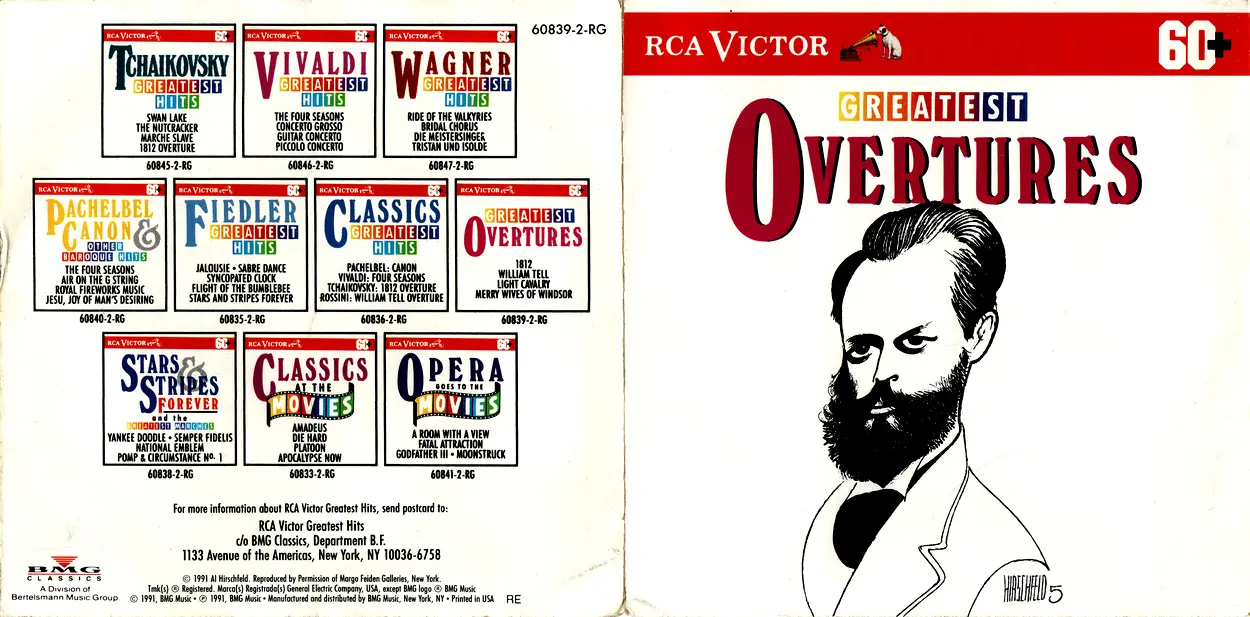 60839-2-RG
RCA VICTOR 60+
TCHAIKOVSKY
GREATEST
HITS
SWAN LAKE
THE NUTCRACKER
MARCHE SLAVE
1812 OVERTURE
60845-2-RG
RCA VICTOR 60+
VIVALDI
GREATEST
HITS
THE FOUR SEASONS
CONCERTO GROSSO
GUITAR CONCERTO
PICCOLO CONCERTO
60846-2-RG
RCA VICTOR 60+
WAGNER
GREATEST
HITS
RIDE OF THE VALKYRIES
BRIDAL CHORUS
DIE MEISTERSINGER
TRISTAN UND ISOLDE
60847-2-RG
RCA VICTOR 60+
PACHELBEL
CANON &
OTHER
BAROQUE HITS
THE FOUR SEASONS
AIR ON THE G STRING
ROYAL FIREWORKS MUSIC
JESU, JOY OF MAN'S DESIRING
60840-2-RG
RCA VICTOR 60+
FIEDLER
GREATEST
HITS
JALOUSIE • SABRE DANCE
SYNCOPATED CLOCK
FLIGHT OF THE BUMBLEBEE
STARS AND STRIPES FOREVER
60835-2-RG
RCA VICTOR 60+
CLASSICS
GREATEST
HITS
PACHELBEL: CANON
VIVALDI: FOUR SEASONS
TCHAIKOVSKY: 1812 OVERTURE
ROSSINI: WILLIAM TELL OVERTURE
60836-2-RG
RCA VICTOR 60+
GREATEST
OVERTURES
1812
WILLIAM TELL
LIGHT CAVALRY
MERRY WIVES OF WINDSOR
60839-2-RG
RCA VICTOR 60+
STARS &
STRIPES
FOREVER
and the
GREATEST MARCHES
YANKEE DOODLE • SEMPER FIDELIS
NATIONAL EMBLEM
POMP & CIRCUMSTANCE No. 1
60838-2-RG
RCA VICTOR 60+
CLASSICS
AT THE
MOVIES
AMADEUS
DIE HARD
PLATOON
APOCALYPSE NOW
60833-2-RG
RCA VICTOR 60+
OPERA
GOES TO THE
MOVIES
A ROOM WITH A VIEW
FATAL ATTRACTION
GODFATHER III • MOONSTRUCK
60841-2-RG
For more information about RCA Victor Greatest Hits, send postcard to:
RCA Victor Greatest Hits
c/o BMG Classics, Department B.F.
1133 Avenue of the Americas, New York, NY 10036-6758
BMG
CLASSICS
A Division of
Bertelsmann Music Group
© 1991 Al Hirschfeld. Reproduced by Permission of Margo Feiden Galleries, New York.
Tmk(s) ® Registered. Marca(s) Registrada(s) General Electric Company, USA, except BMG logo ® BMG Music
© 1991, BMG Music • ℗ 1991, BMG Music • Manufactured and distributed by BMG Music, New York, NY • Printed in USA
RE
RCA VICTOR 60+
GREATEST
OVERTURES
HIRSCHFELD 5